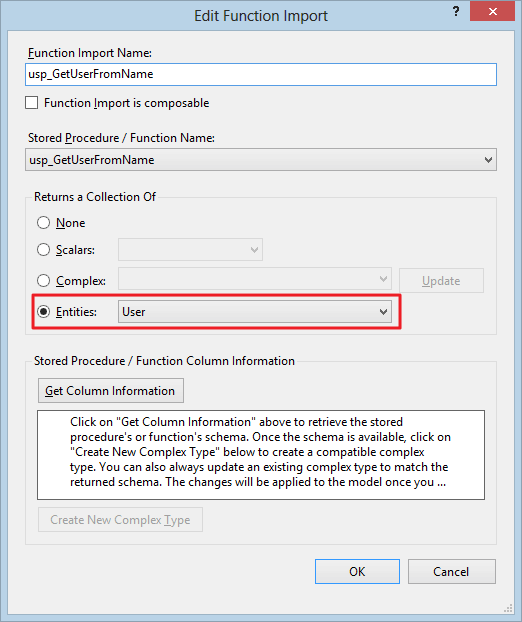 Edit Function Import
?
x
Function Import Name:
usp_GetUserFromName
Function Import is composable
Stored Procedure / Function Name:
usp_GetUserFromName
Returns a Collection Of
None
Scalars:
Complex:
Update
Entities:
User
Stored Procedure / Function Column Information
Get Column Information
Click on "Get Column Information" above to retrieve the stored
procedure's or function's schema. Once the schema is available, click on
"Create New Complex Type" below to create a compatible complex
type. You can also always update an existing complex type to match the
returned schema. The changes will be applied to the model once you ...
Create New Complex Type
OK
Cancel